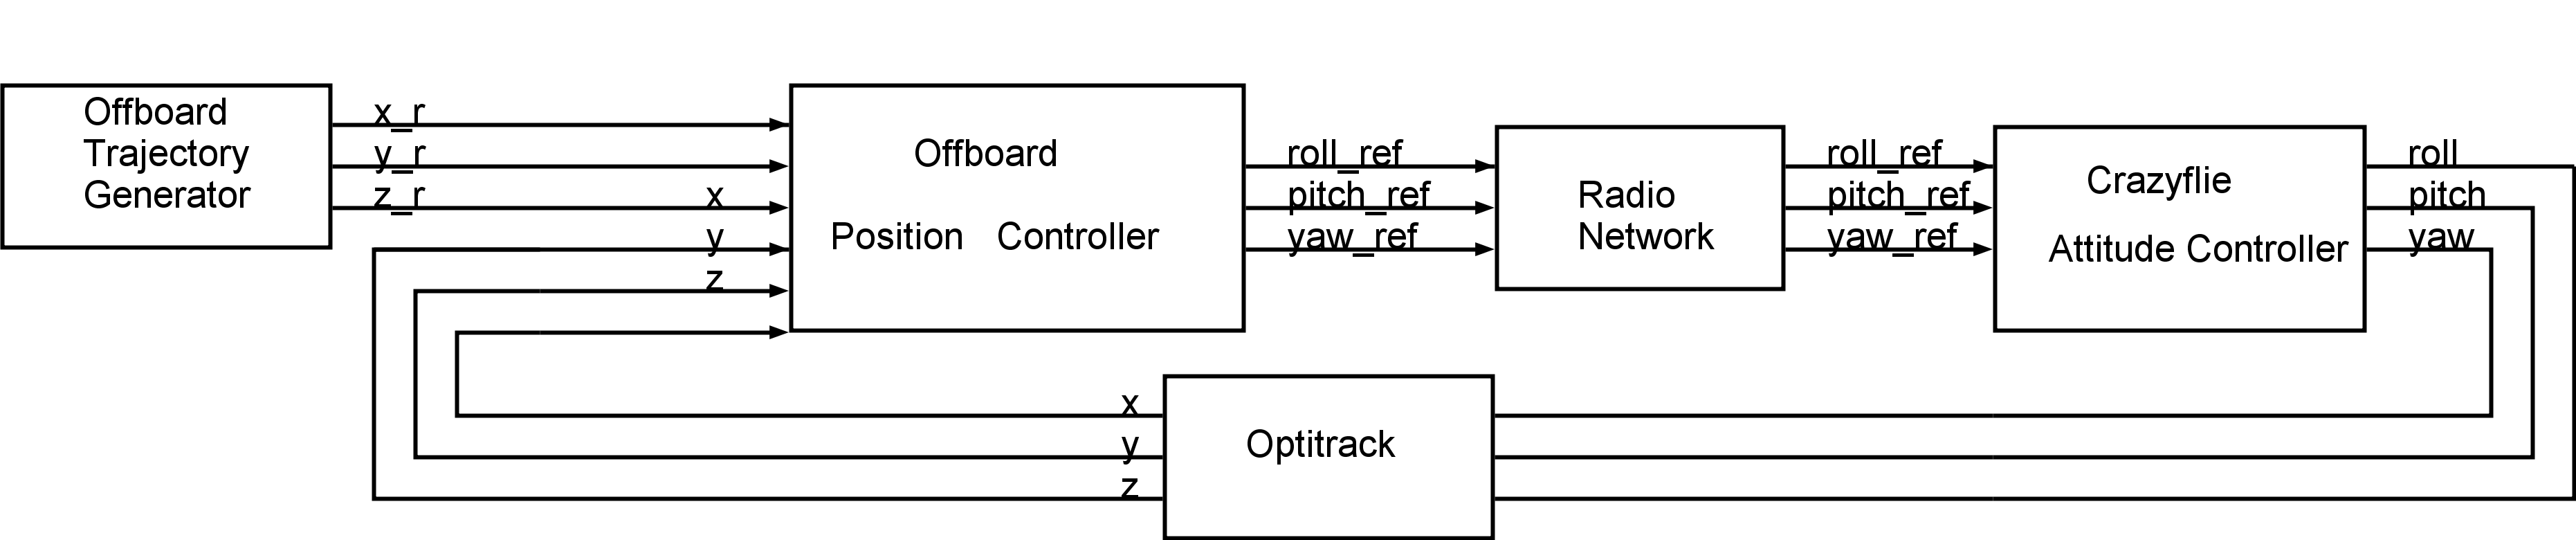 Offboard
Trajectory
Generator
x_r
y_r
z_r
x
y
z
Offboard
Position Controller
roll_ref
pitch_ref
yaw_ref
Radio
Network
roll_ref
pitch_ref
yaw_ref
Crazyflie
Attitude Controller
roll
pitch
yaw
x
y
z
Optitrack